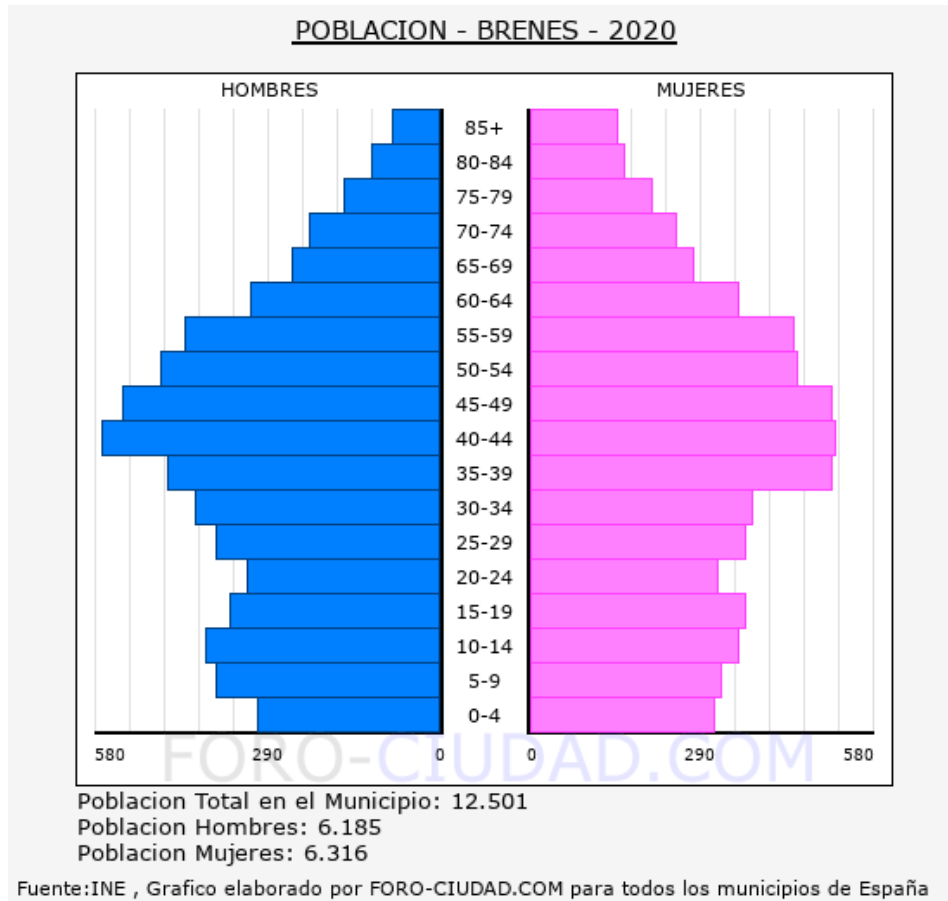 POBLACION - BRENES - 2020
HOMBRES MUJERES
85+
80-84
75-79
70-74
65-69
60-64
55-59
50-54
45-49
40-44
35-39
30-34
25-29
20-24
15-19
10-14
5-9
0-4
580 290 0 0 290 580
FORO-CIUDAD.COM
Poblacion Total en el Municipio: 12.501
Poblacion Hombres: 6.185
Poblacion Mujeres: 6.316
Fuente:INE , Grafico elaborado por FORO-CIUDAD.COM para todos los municipios de España